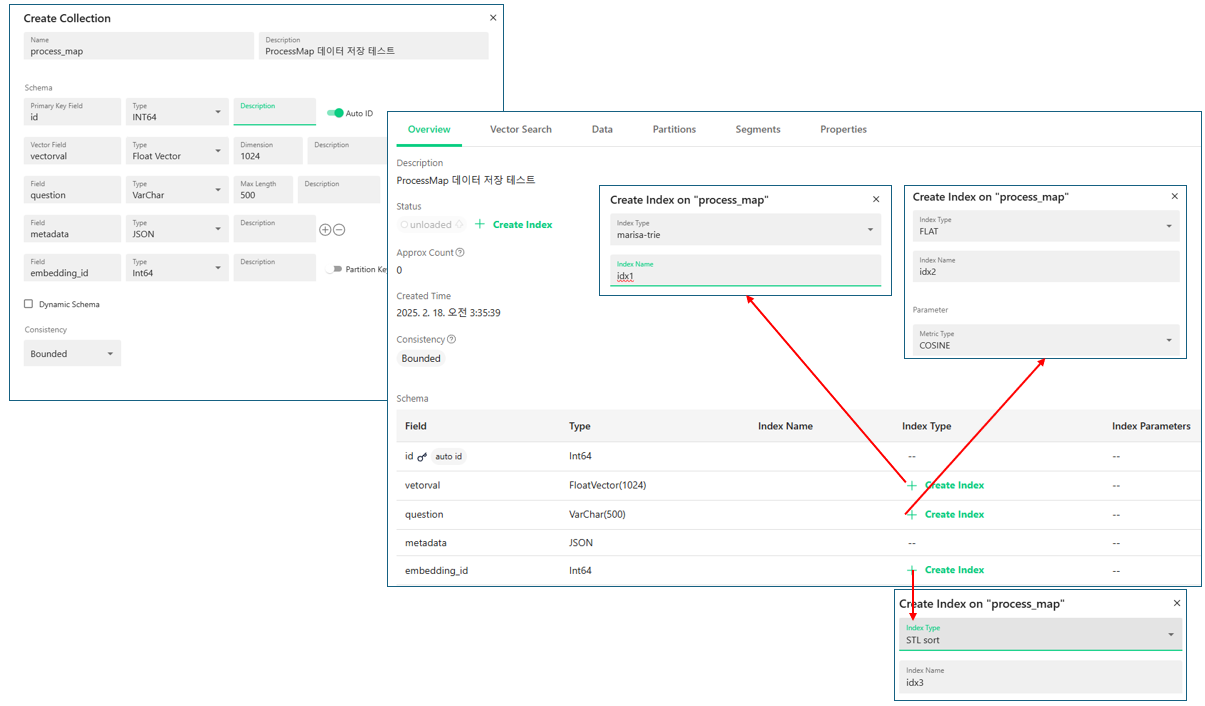 Create Collection
Name
process_map
Description
ProcessMap 데이터 저장 테스트
Schema
Primary Key Field
id
Type
INT64
Description
Auto ID
Vector Field
vectorval
Type
Float Vector
Dimension
1024
Description
Field
question
Type
VarChar
Max Length
500
Description
Field
metadata
Type
JSON
Description
Field
embedding_id
Type
Int64
Description
Partition Key
Dynamic Schema
Consistency
Bounded
Overview Vector Search Data Partitions Segments Properties
Description
ProcessMap 데이터 저장 테스트
Status
unloaded + Create Index
Approx Count
0
Created Time
2025. 2. 18. 오전 3:35:39
Consistency
Bounded
Create Index on "process_map"
Index Type
marisa-trie
Index Name
idx1
Create Index on "process_map"
Index Type
FLAT
Index Name
idx2
Parameter
Metric Type
COSINE
Schema
Field Type Index Name Index Type Index Parameters
id auto id Int64 -- --
vetorval FloatVector(1024) + Create Index --
question VarChar(500) + Create Index --
metadata JSON -- --
embedding_id Int64 + Create Index --
Create Index on "process_map"
Index Type
STL sort
Index Name
idx3